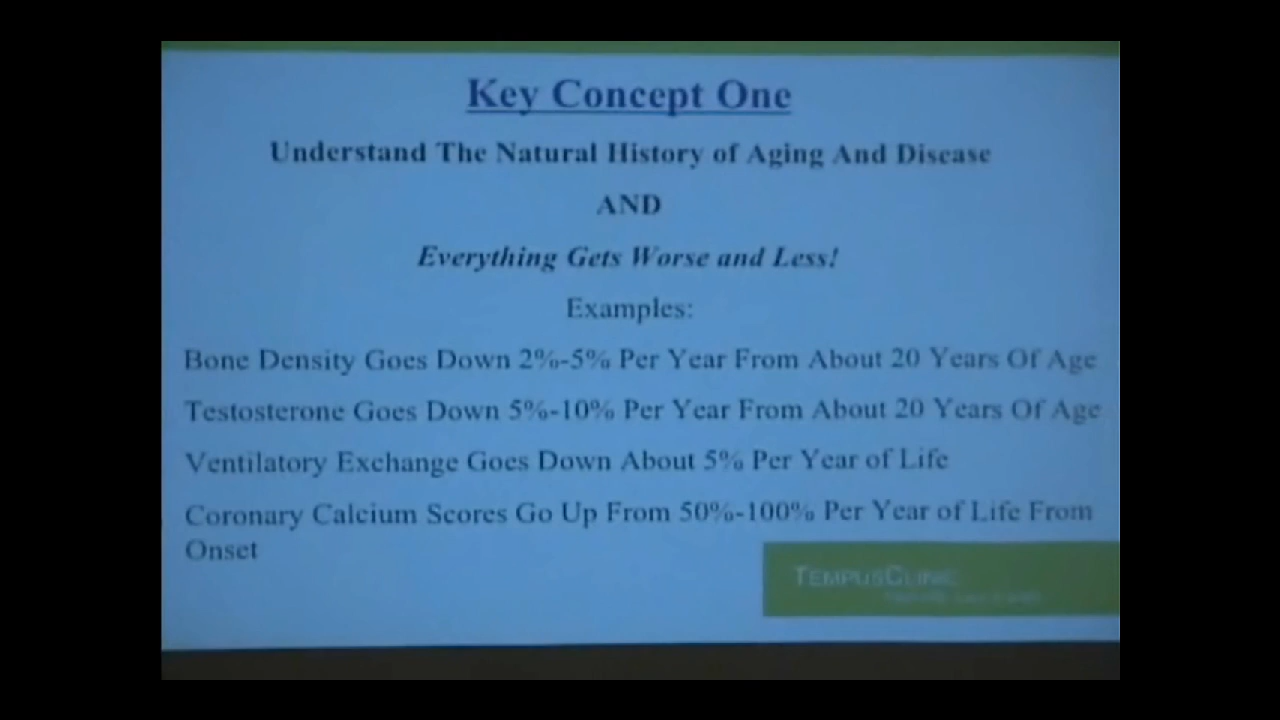 Key Concept One
Understand The Natural History of Aging And Disease
AND
Everything Gets Worse and Less!
Examples:
Bone Density Goes Down 2%-5% Per Year From About 20 Years Of Age
Testosterone Goes Down 5%-10% Per Year From About 20 Years Of Age
Ventilatory Exchange Goes Down About 5% Per Year of Life
Coronary Calcium Scores Go Up From 50%-100% Per Year of Life From
Onset
TEMPUSCLINIC